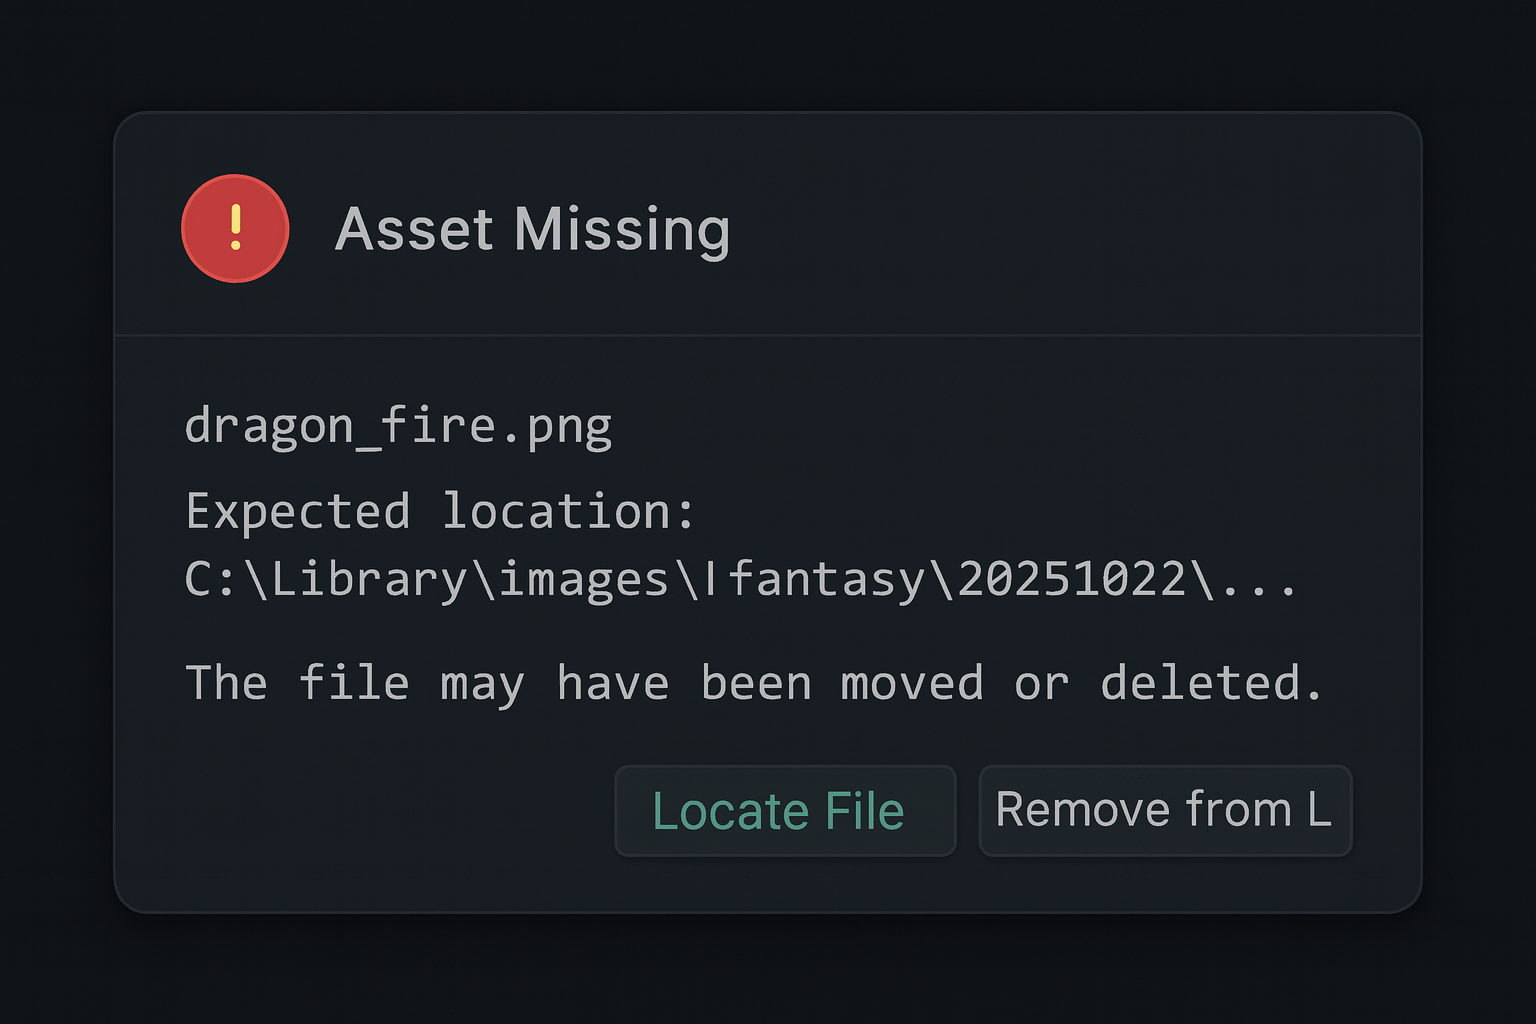 !
Asset Missing
dragon_fire.png
Expected location:
C:\Library\images\|fantasy\20251022\...
The file may have been moved or deleted.
Locate File
Remove from L